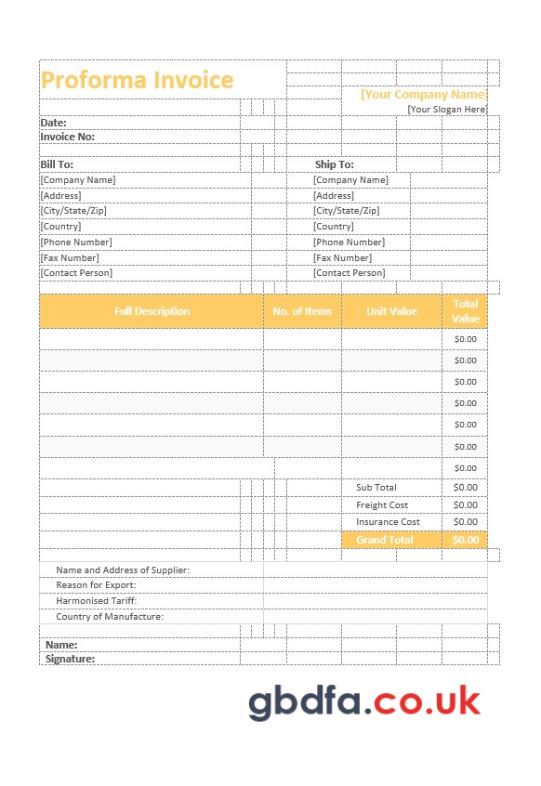 Proforma Invoice
[Your Company Name]
[Your Slogan Here]
Date:
Invoice No:
Bill To: Ship To:
[Company Name] [Company Name]
[Address] [Address]
[City/State/Zip] [City/State/Zip]
[Country] [Country]
[Phone Number] [Phone Number]
[Fax Number] [Fax Number]
[Contact Person] [Contact Person]
Full Description No. of Items Unit Value Total Value
$0.00
$0.00
$0.00
$0.00
$0.00
$0.00
$0.00
Sub Total $0.00
Freight Cost $0.00
Insurance Cost $0.00
Grand Total $0.00
Name and Address of Supplier:
Reason for Export:
Harmonised Tariff:
Country of Manufacture:
Name:
Signature:
gbdfa.co.uk